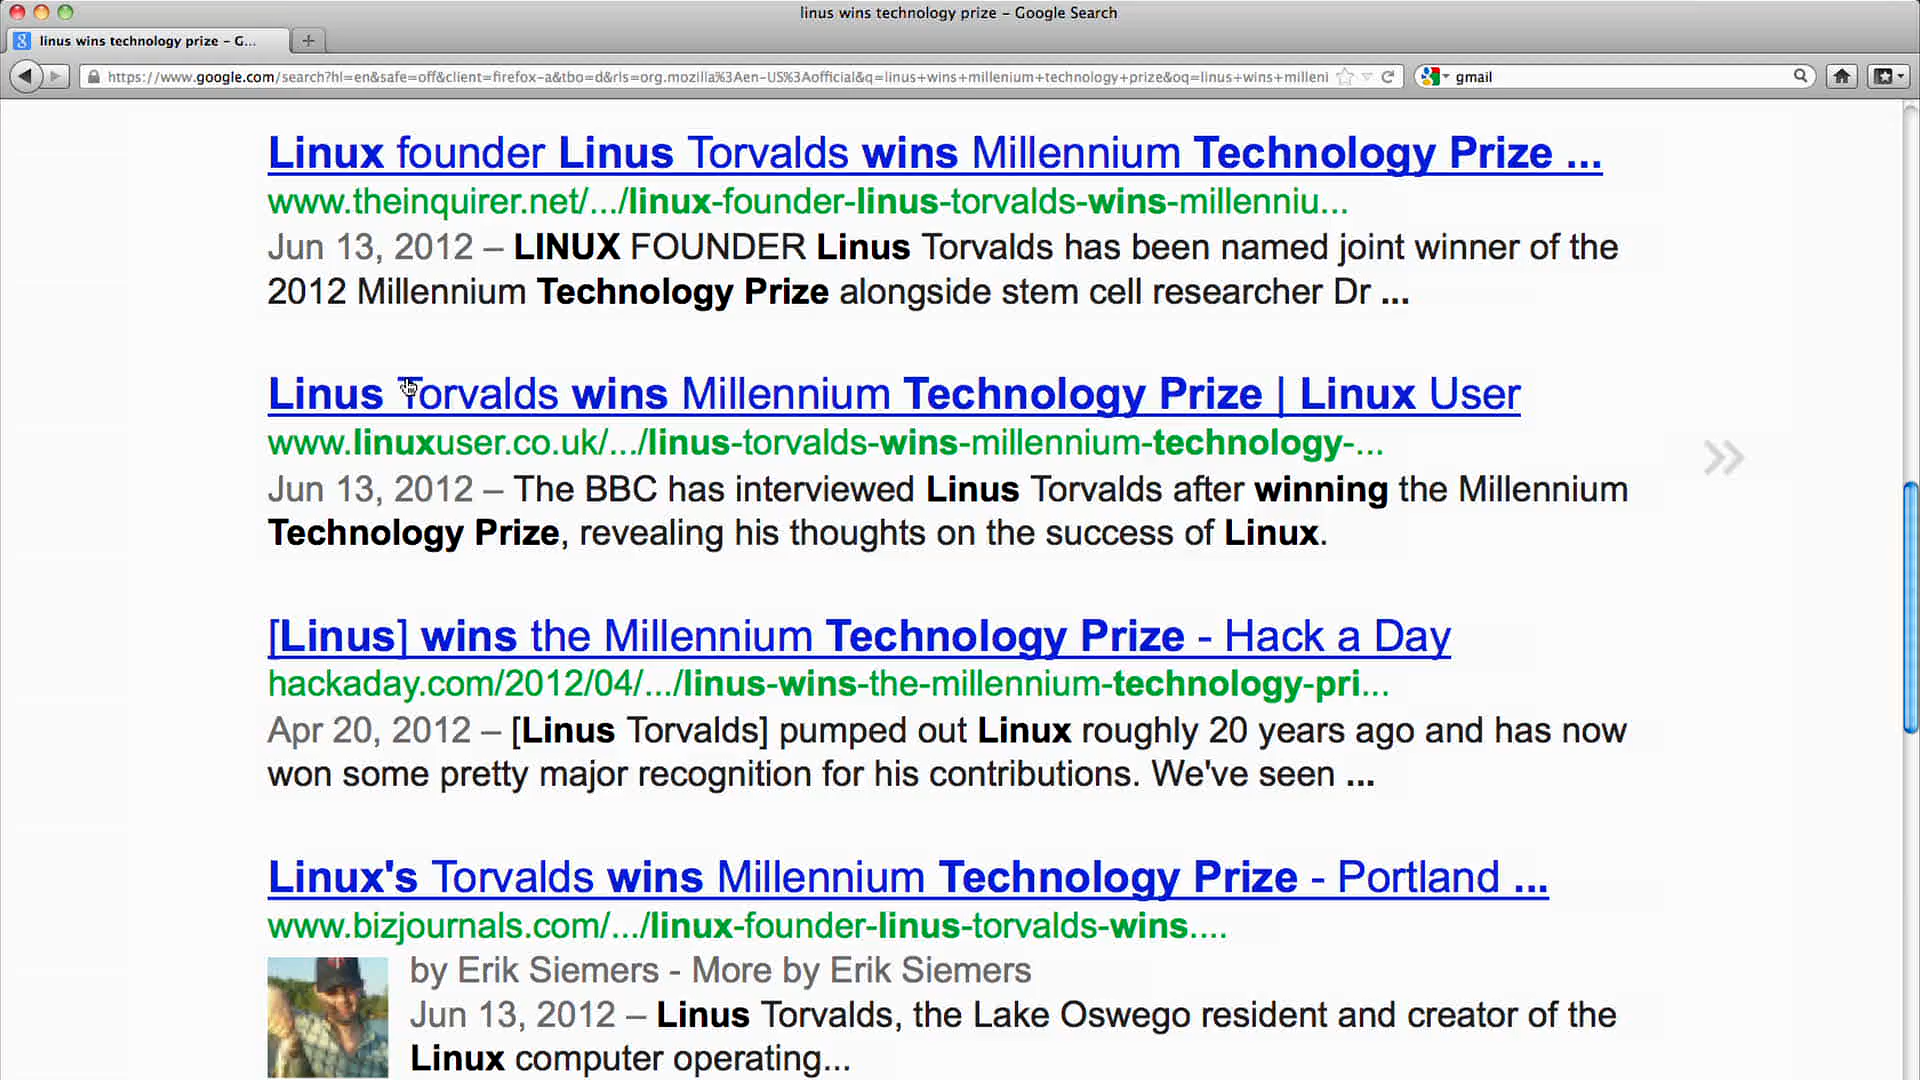 linus wins technology prize – Google Search
linus wins technology prize – G...
https://www.google.com/search?hl=en&safe=off&client=firefox-a&tbo=d&rls=org.mozilla%3Aen-US%3Aofficial&q=linus+wins+millenium+technology+prize&oq=linus+wins+milleni
gmail
Linux founder Linus Torvalds wins Millennium Technology Prize ...
www.theinquirer.net/.../linux-founder-linus-torvalds-wins-millenniu...
Jun 13, 2012 – LINUX FOUNDER Linus Torvalds has been named joint winner of the
2012 Millennium Technology Prize alongside stem cell researcher Dr ...
Linus Torvalds wins Millennium Technology Prize | Linux User
www.linuxuser.co.uk/.../linus-torvalds-wins-millennium-technology-...
Jun 13, 2012 – The BBC has interviewed Linus Torvalds after winning the Millennium
Technology Prize, revealing his thoughts on the success of Linux.
[Linus] wins the Millennium Technology Prize - Hack a Day
hackaday.com/2012/04/.../linus-wins-the-millennium-technology-pri...
Apr 20, 2012 – [Linus Torvalds] pumped out Linux roughly 20 years ago and has now
won some pretty major recognition for his contributions. We've seen ...
Linux's Torvalds wins Millennium Technology Prize - Portland ...
www.bizjournals.com/.../linux-founder-linus-torvalds-wins....
by Erik Siemers - More by Erik Siemers
Jun 13, 2012 – Linus Torvalds, the Lake Oswego resident and creator of the
Linux computer operating...